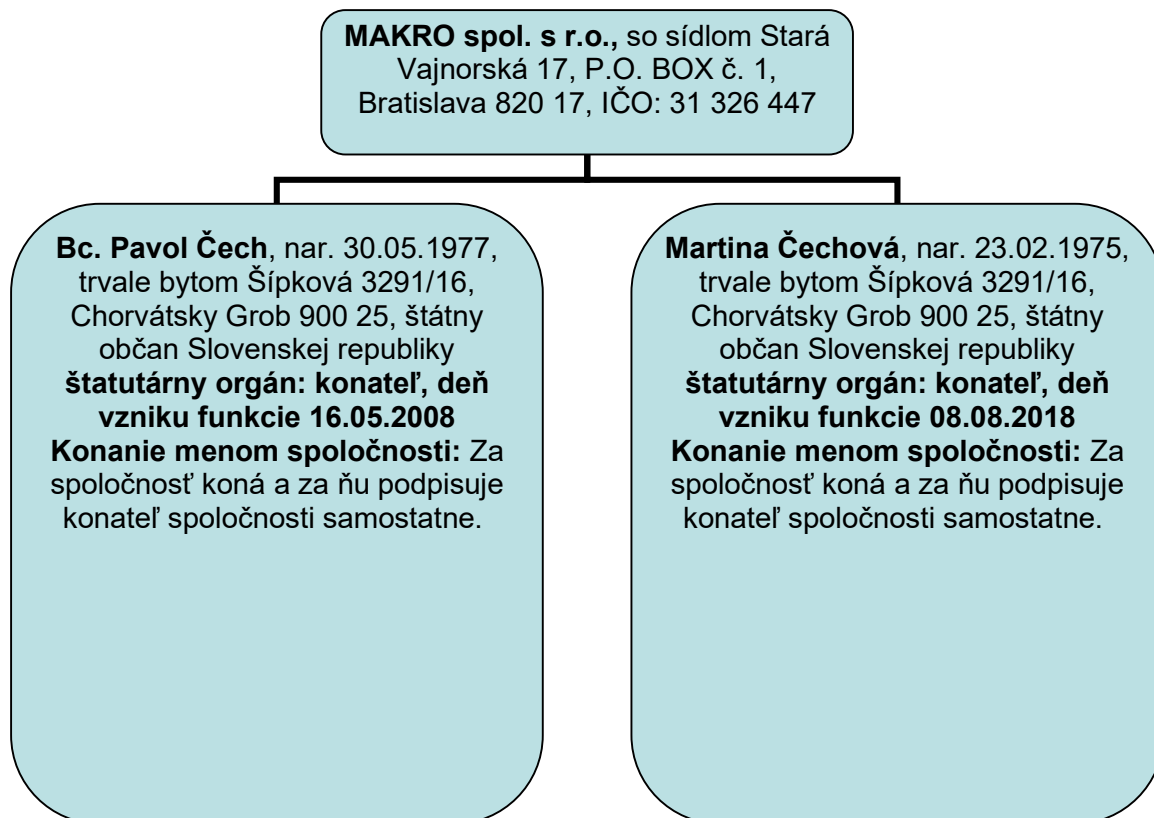 MAKRO spol. s r.o., so sídlom Stará
Vajnorská 17, P.O. BOX č. 1,
Bratislava 820 17, IČO: 31 326 447
Bc. Pavol Čech, nar. 30.05.1977,
trvale bytom Šípková 3291/16,
Chorvátsky Grob 900 25, štátny
občan Slovenskej republiky
štatutárny orgán: konateľ, deň
vzniku funkcie 16.05.2008
Konanie menom spoločnosti: Za
spoločnosť koná a za ňu podpisuje
konateľ spoločnosti samostatne.
Martina Čechová, nar. 23.02.1975,
trvale bytom Šípková 3291/16,
Chorvátsky Grob 900 25, štátny
občan Slovenskej republiky
štatutárny orgán: konateľ, deň
vzniku funkcie 08.08.2018
Konanie menom spoločnosti: Za
spoločnosť koná a za ňu podpisuje
konateľ spoločnosti samostatne.